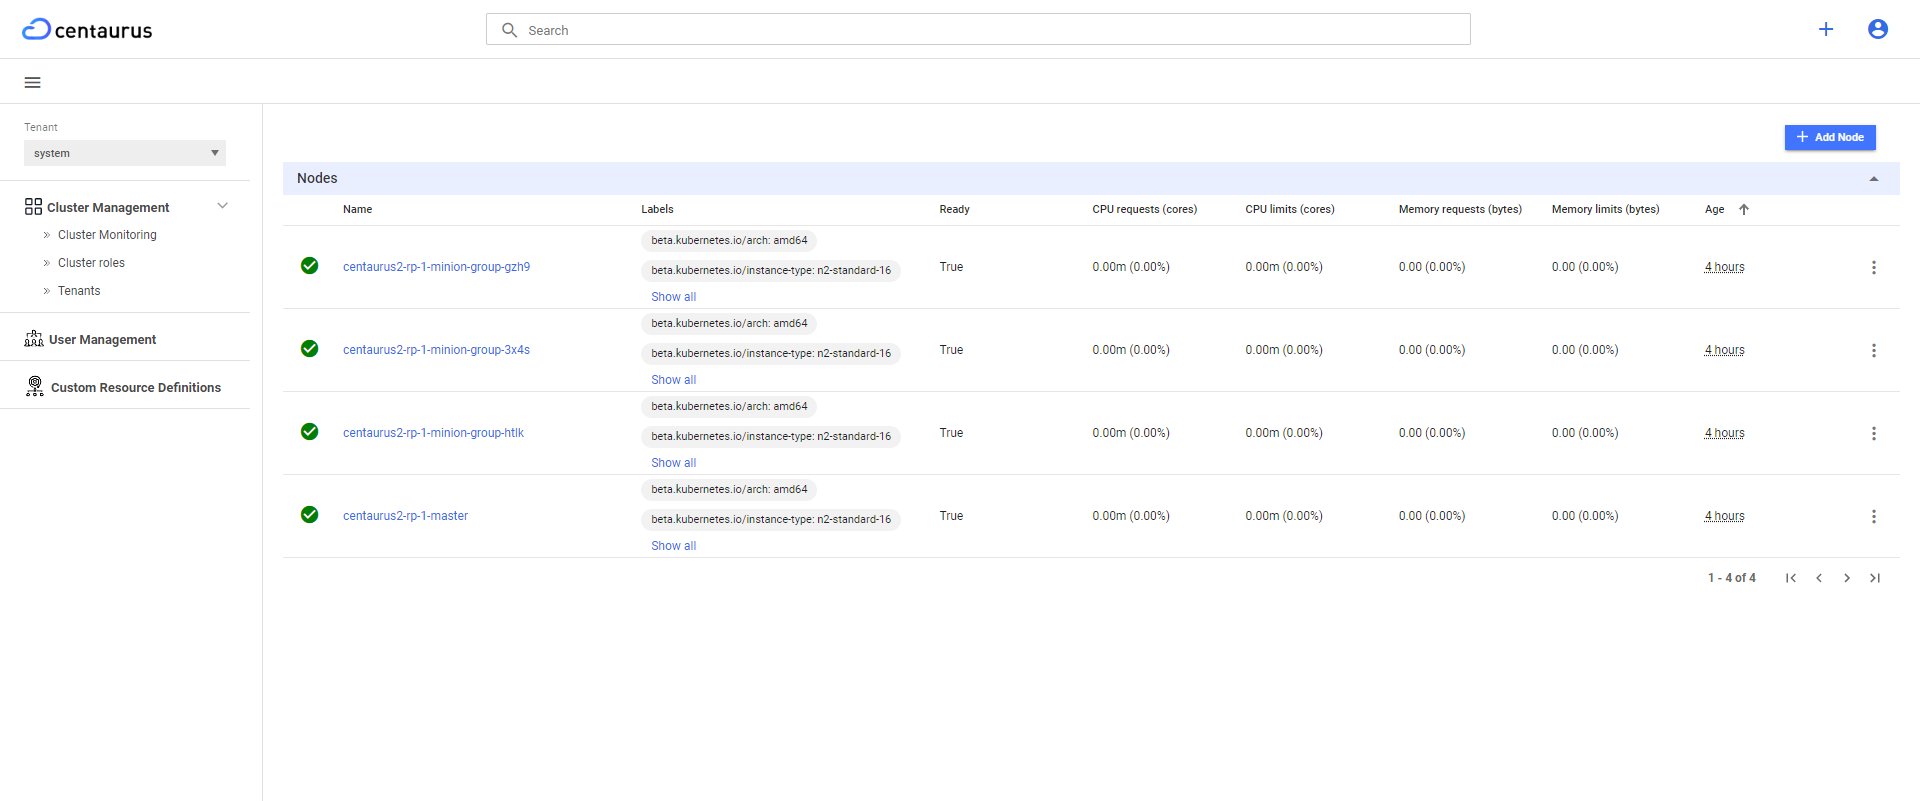 centaurus
Search
Tenant
system
Cluster Management
» Cluster Monitoring
» Cluster roles
» Tenants
User Management
Custom Resource Definitions
+ Add Node
Nodes
Name Labels Ready CPU requests (cores) CPU limits (cores) Memory requests (bytes) Memory limits (bytes) Age
beta.kubernetes.io/arch: amd64
centaurus2-rp-1-minion-group-gzh9 beta.kubernetes.io/instance-type: n2-standard-16 True 0.00m (0.00%) 0.00m (0.00%) 0.00 (0.00%) 0.00 (0.00%) 4 hours
Show all
beta.kubernetes.io/arch: amd64
centaurus2-rp-1-minion-group-3x4s beta.kubernetes.io/instance-type: n2-standard-16 True 0.00m (0.00%) 0.00m (0.00%) 0.00 (0.00%) 0.00 (0.00%) 4 hours
Show all
beta.kubernetes.io/arch: amd64
centaurus2-rp-1-minion-group-htlk beta.kubernetes.io/instance-type: n2-standard-16 True 0.00m (0.00%) 0.00m (0.00%) 0.00 (0.00%) 0.00 (0.00%) 4 hours
Show all
beta.kubernetes.io/arch: amd64
centaurus2-rp-1-master beta.kubernetes.io/instance-type: n2-standard-16 True 0.00m (0.00%) 0.00m (0.00%) 0.00 (0.00%) 0.00 (0.00%) 4 hours
Show all
1 - 4 of 4